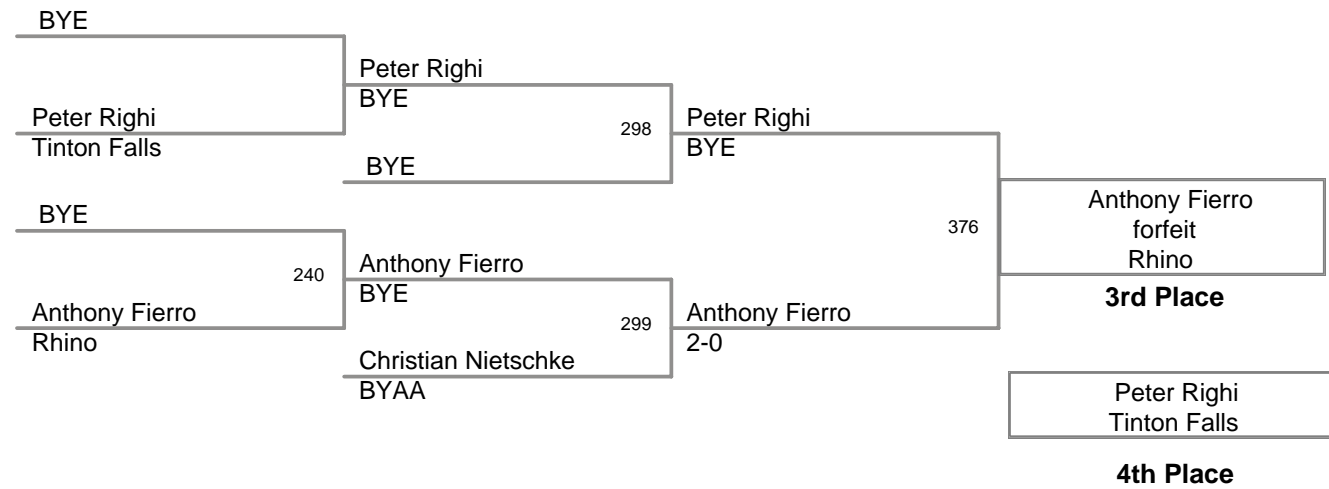 BYE
Peter Righi
BYE
Peter Righi
Tinton Falls
298
Peter Righi
BYE
BYE
BYE
376
Anthony Fierro
forfeit
Rhino
3rd Place
240
Anthony Fierro
BYE
Anthony Fierro
Rhino
299
Anthony Fierro
2-0
Christian Nietschke
BYAA
Peter Righi
Tinton Falls
4th Place